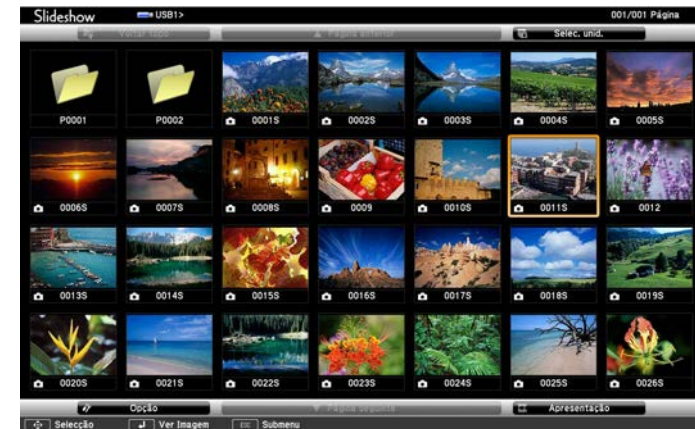 Slideshow USB1> 001/001 Página
Voltar topo Página anterior Selec. unid.
P0001 P0002 0001S 0002S 0003S 0004S 0005S
0006S 0007S 0008S 0009 0010S 0011S 0012
0013S 0014S 0015S 0016S 0017S 0018S 0019S
0020S 0021S 0022S 0023S 0024S 0025S 0026S
Opção Página seguinte Apresentação
Selecção Ver Imagem Esc Submenu